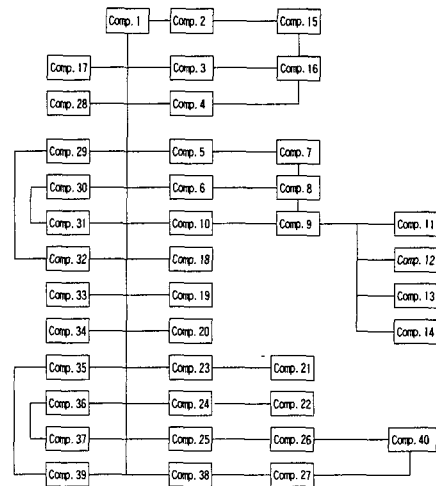 Comp. 1 Comp. 2 Comp. 15
Comp. 17 Comp. 3 Comp. 16
Comp. 28 Comp. 4
Comp. 29 Comp. 5 Comp. 7
Comp. 30 Comp. 6 Comp. 8
Comp. 31 Comp. 10 Comp. 9 Comp. 11
Comp. 32 Comp. 18 Comp. 12
Comp. 33 Comp. 19 Comp. 13
Comp. 34 Comp. 20 Comp. 14
Comp. 35 Comp. 23 Comp. 21
Comp. 36 Comp. 24 Comp. 22
Comp. 37 Comp. 25 Comp. 26 Comp. 40
Comp. 39 Comp. 38 Comp. 27